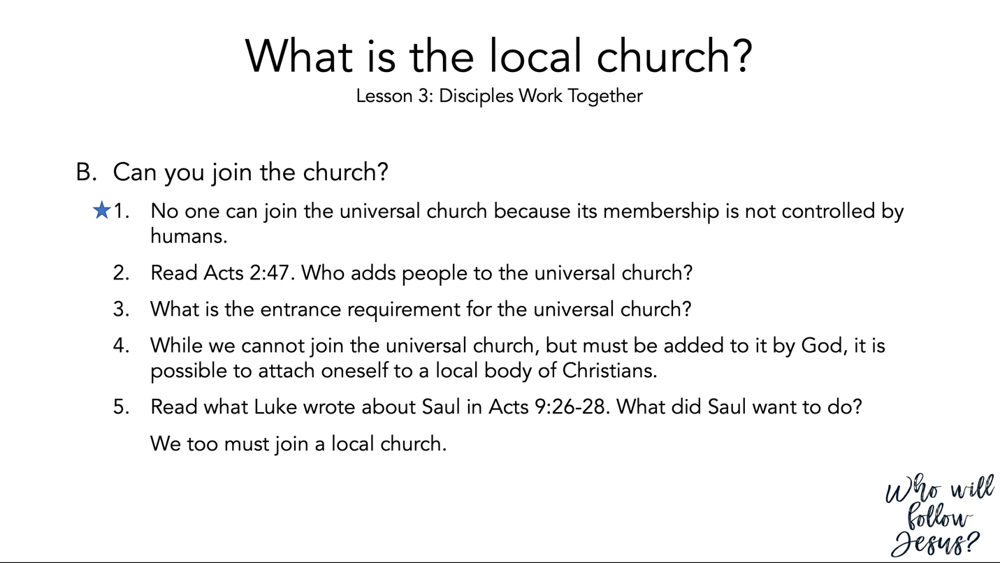 What is the local church?
Lesson 3: Disciples Work Together
B. Can you join the church?
1. No one can join the universal church because its membership is not controlled by
humans.
2. Read Acts 2:47. Who adds people to the universal church?
3. What is the entrance requirement for the universal church?
4. While we cannot join the universal church, but must be added to it by God, it is
possible to attach oneself to a local body of Christians.
5. Read what Luke wrote about Saul in Acts 9:26-28. What did Saul want to do?
We too must join a local church.
Who will
follow
Jesus?